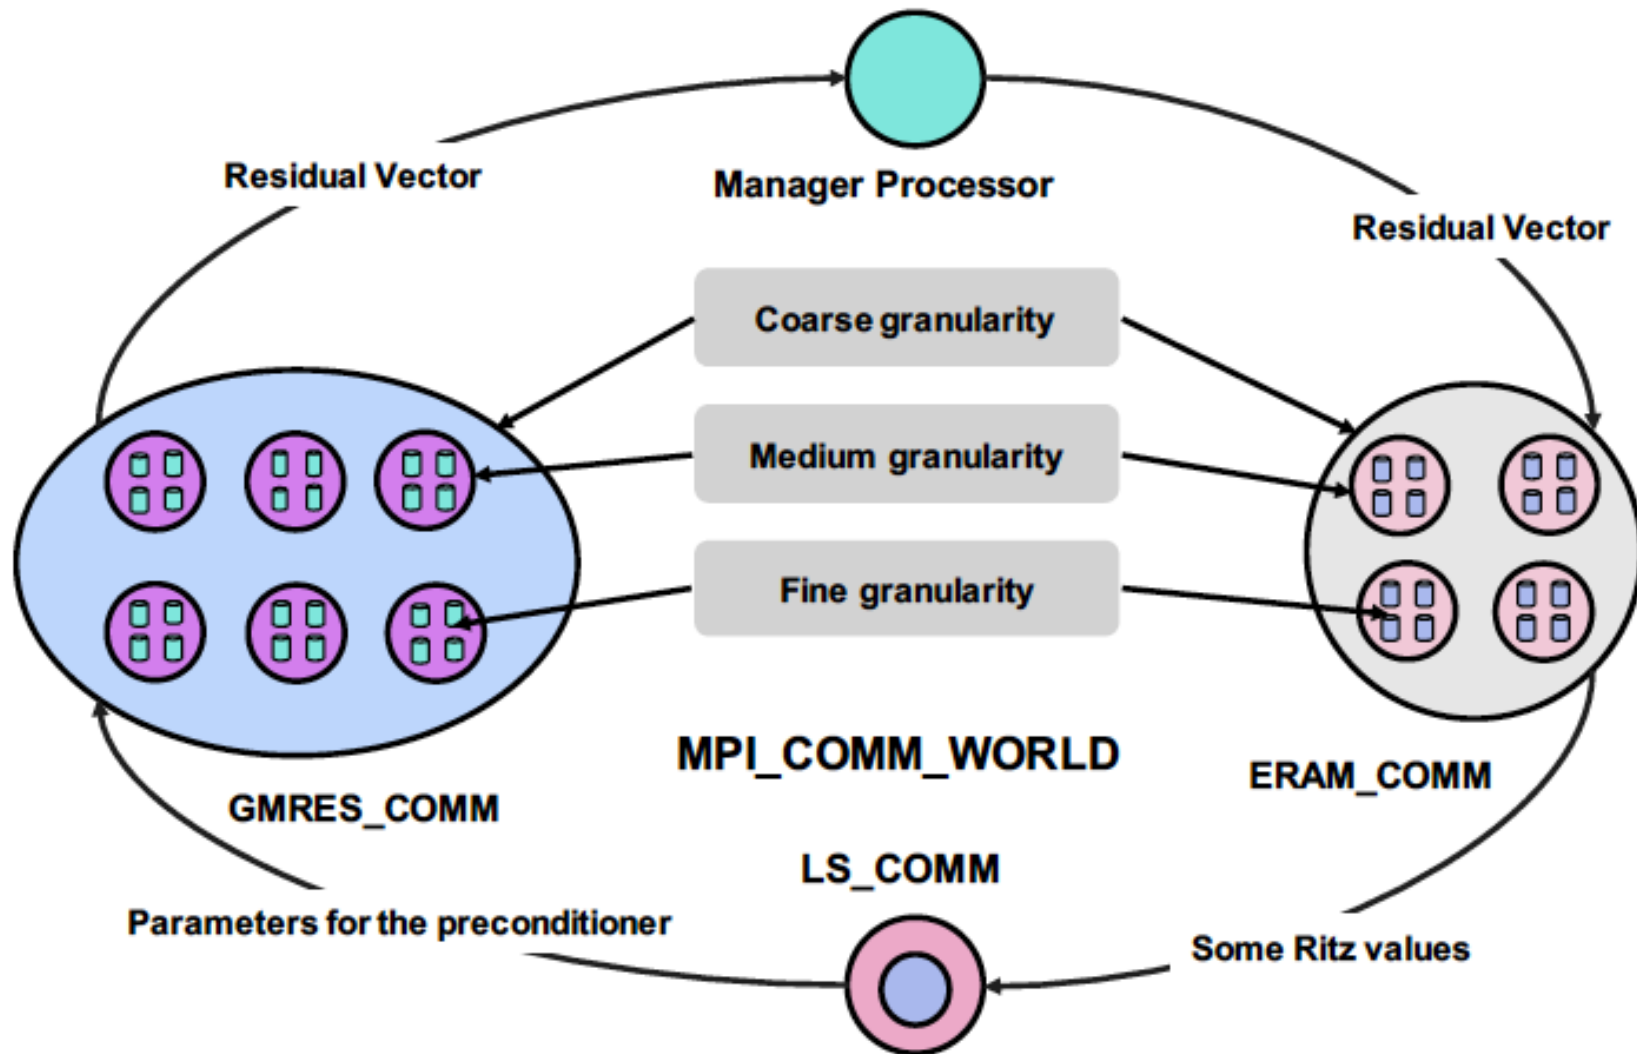 Residual Vector
Manager Processor
Residual Vector
Coarse granularity
Medium granularity
Fine granularity
MPI_COMM_WORLD
ERAM_COMM
GMRES_COMM
LS_COMM
Parameters for the preconditioner
Some Ritz values